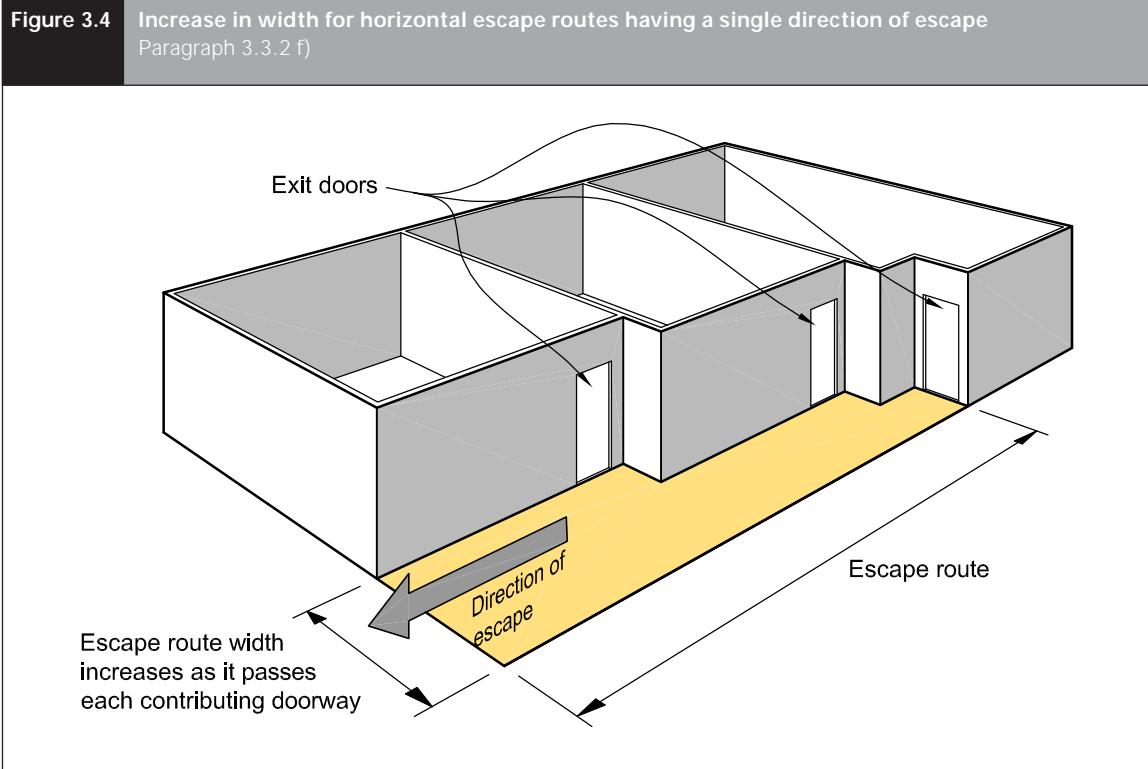 Figure 3.4
Increase in width for horizontal escape routes having a single direction of escape
Paragraph 3.3.2 f)
Exit doors
Direction of
escape
Escape route
Escape route width
increases as it passes
each contributing doorway